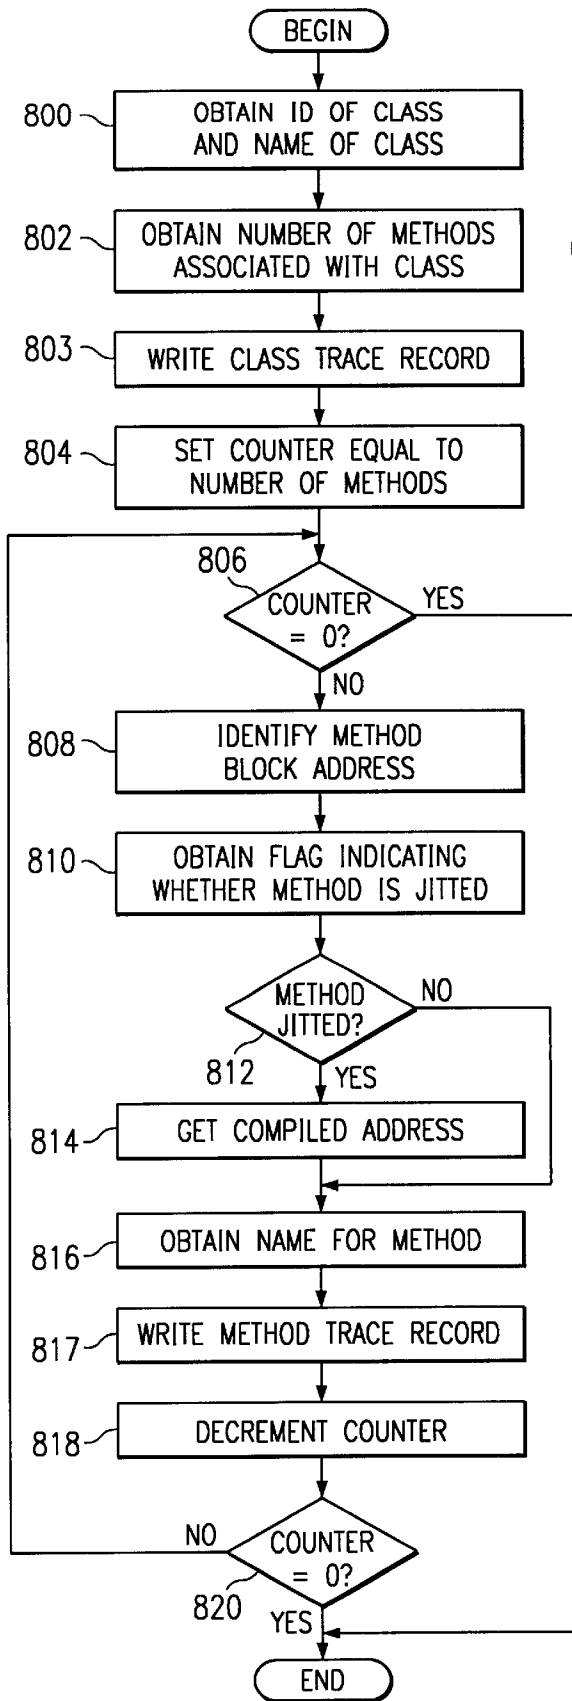 BEGIN
800
OBTAIN ID OF CLASS
AND NAME OF CLASS
802
OBTAIN NUMBER OF METHODS
ASSOCIATED WITH CLASS
803
WRITE CLASS TRACE RECORD
804
SET COUNTER EQUAL TO
NUMBER OF METHODS
806
COUNTER
= 0?
YES
NO
808
IDENTIFY METHOD
BLOCK ADDRESS
810
OBTAIN FLAG INDICATING
WHETHER METHOD IS JITTED
METHOD
JITTED?
NO
812
YES
814
GET COMPILED ADDRESS
816
OBTAIN NAME FOR METHOD
817
WRITE METHOD TRACE RECORD
818
DECREMENT COUNTER
NO
COUNTER
= 0?
820
YES
END